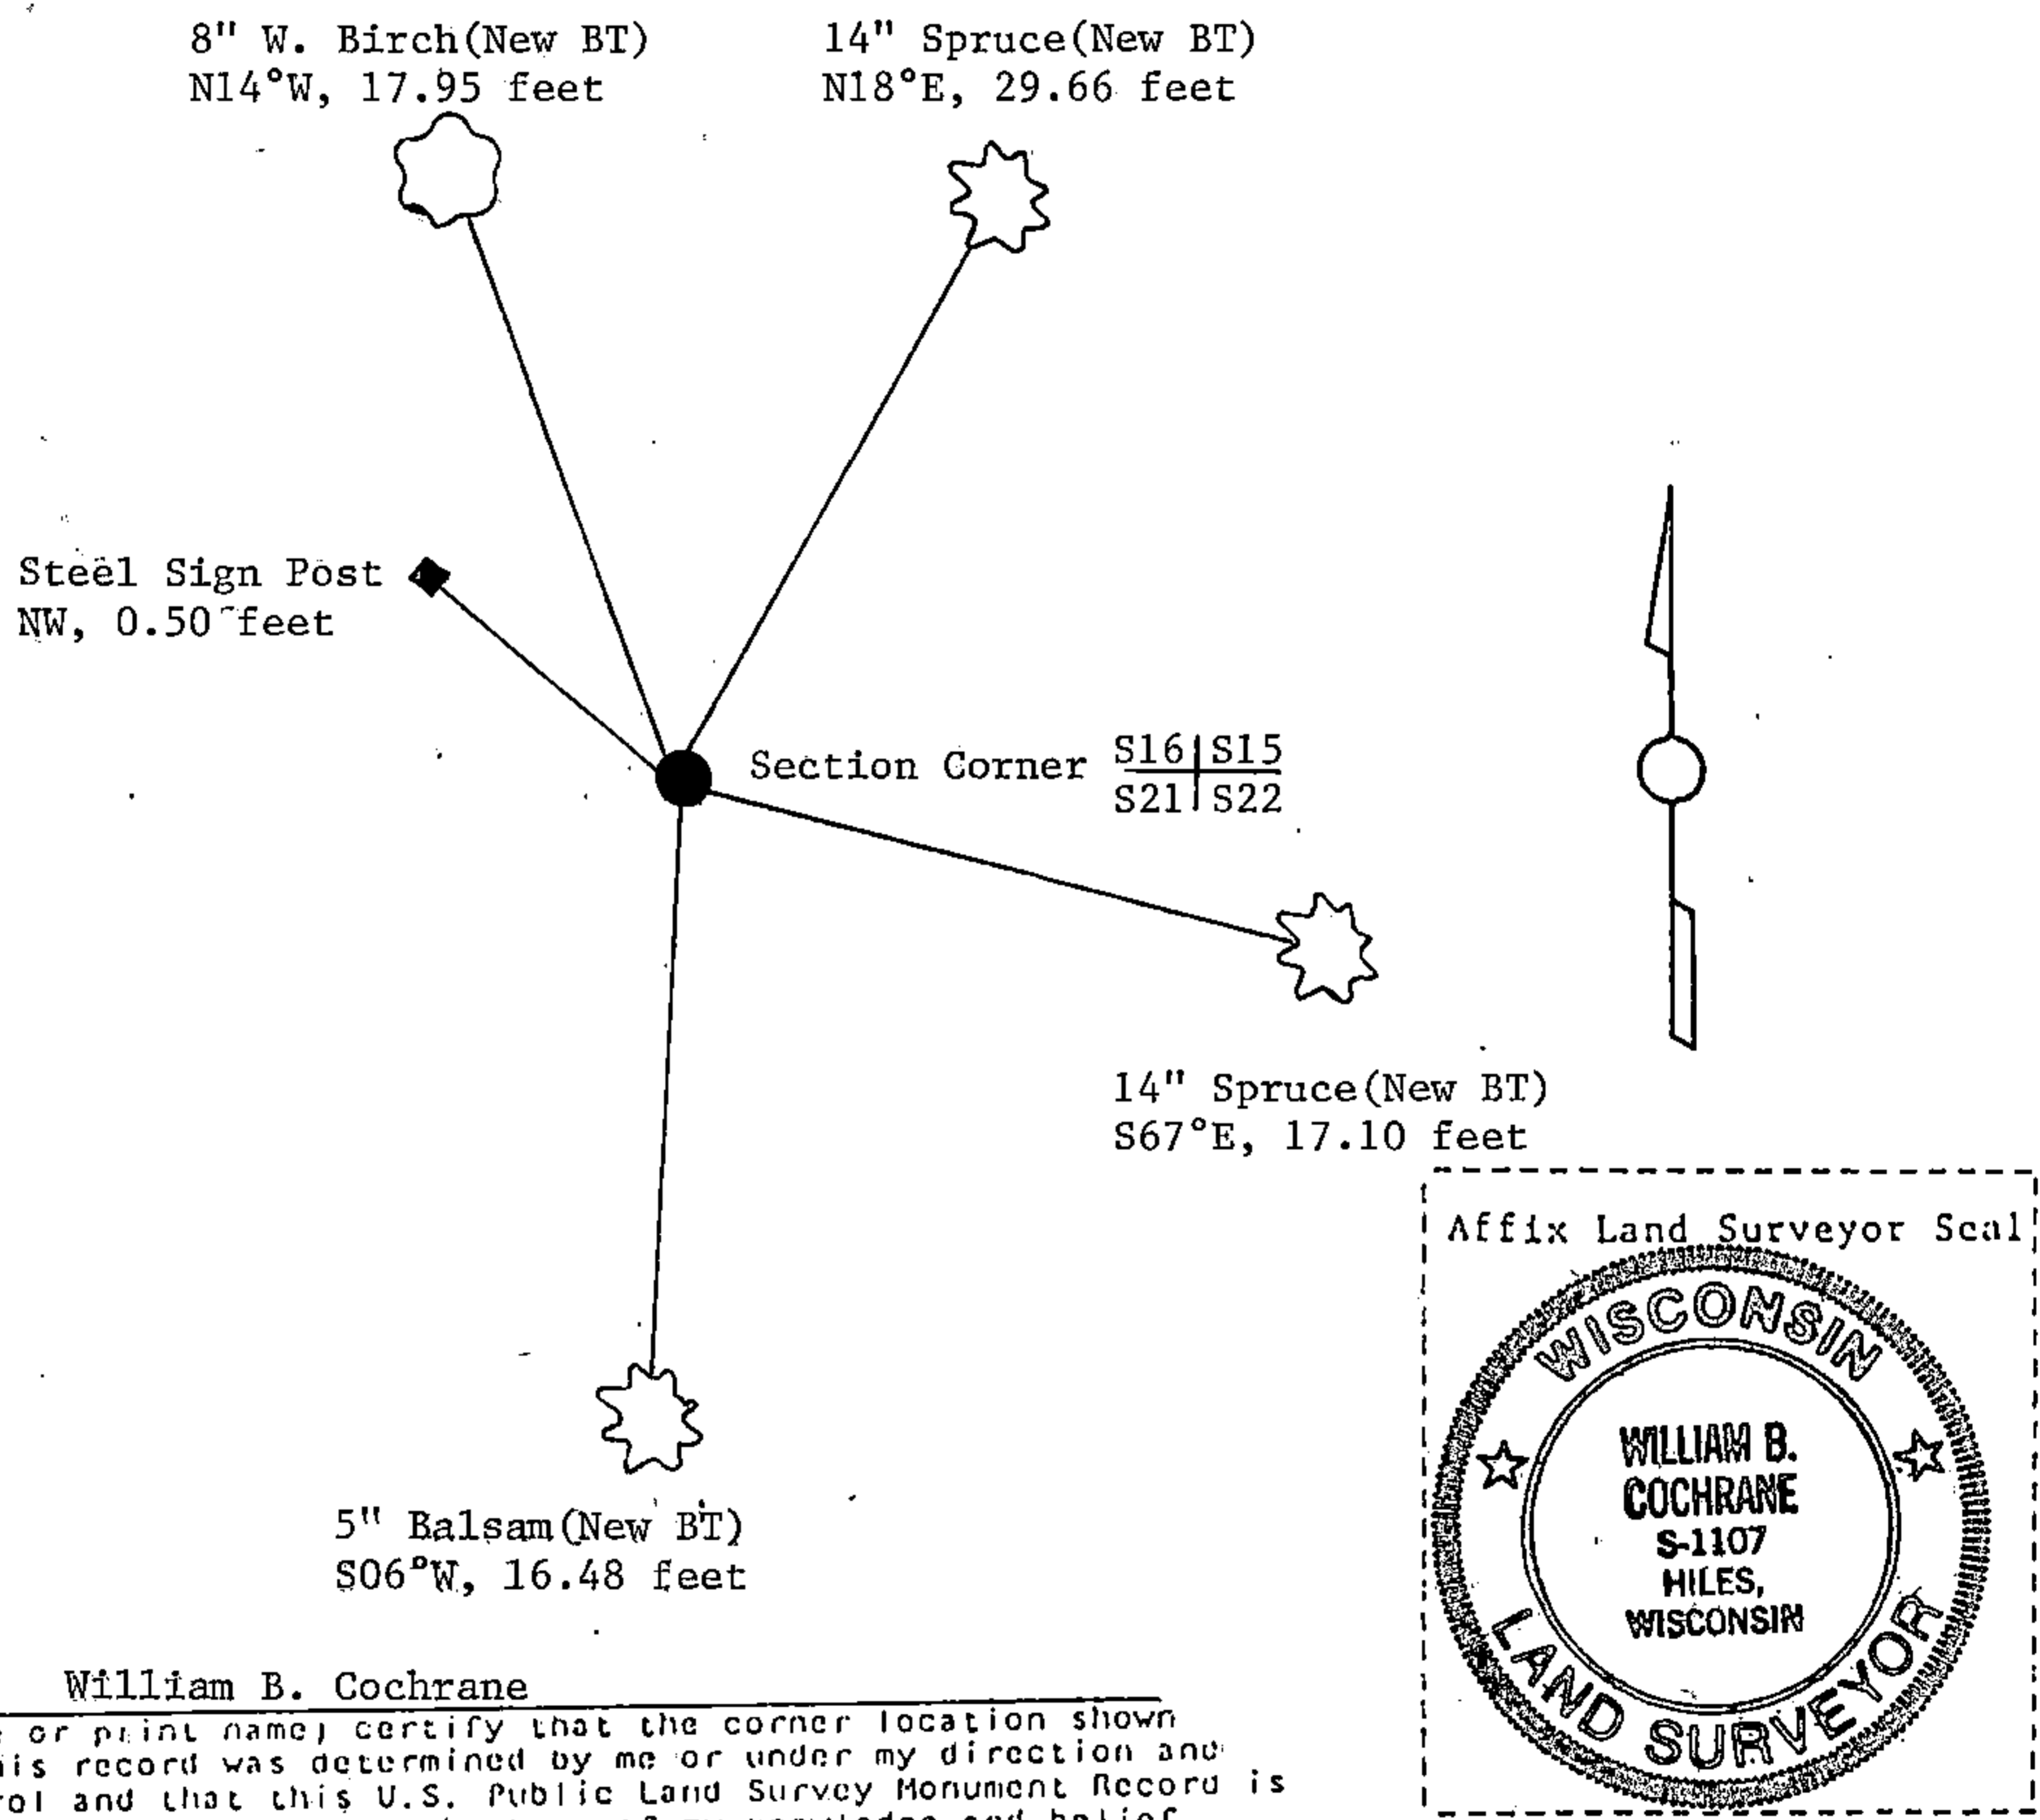 8" W. Birch(New BT)
N14°W, 17.95 feet
14" Spruce(New BT)
N18°E, 29.66 feet
Steel Sign Post
NW, 0.50 feet
Section Corner
S16 S15
S21 S22
14" Spruce(New BT)
S67°E, 17.10 feet
5" Balsam(New BT)
S06°W, 16.48 feet
Affix Land Surveyor Seal
WISCONSIN
WILLIAM B.
COCHRANE
S-1107
HILES,
WISCONSIN
LAND SURVEYOR
William B. Cochrane
or print name) certify that the corner location shown
is record was determined by me or under my direction and
ol and that this U.S. Public Land Survey Monument Record is
knowledge and belief